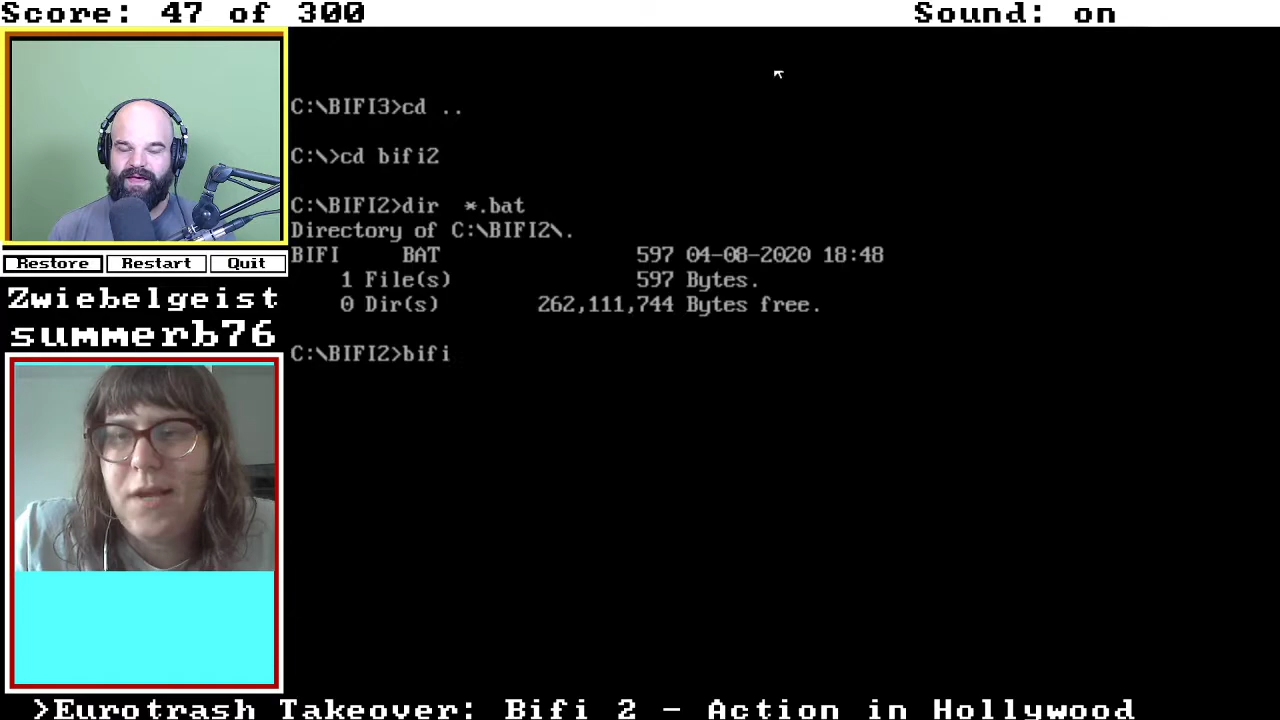 Score: 47 of 300 Sound: on
C:\BIFI3>cd ..
C:\>cd bifi2
C:\BIFI2>dir  *.bat
Directory of C:\BIFI2\.
BIFI     BAT                  597 04-08-2020 18:48
    1 File(s)                 597 Bytes.
    0 Dir(s)        262,111,744 Bytes free.
C:\BIFI2>bifi
Restore Restart Quit
Zwiebelgeist
summerb76
>Eurotrash Takeover: Bifi 2 - Action in Hollywood